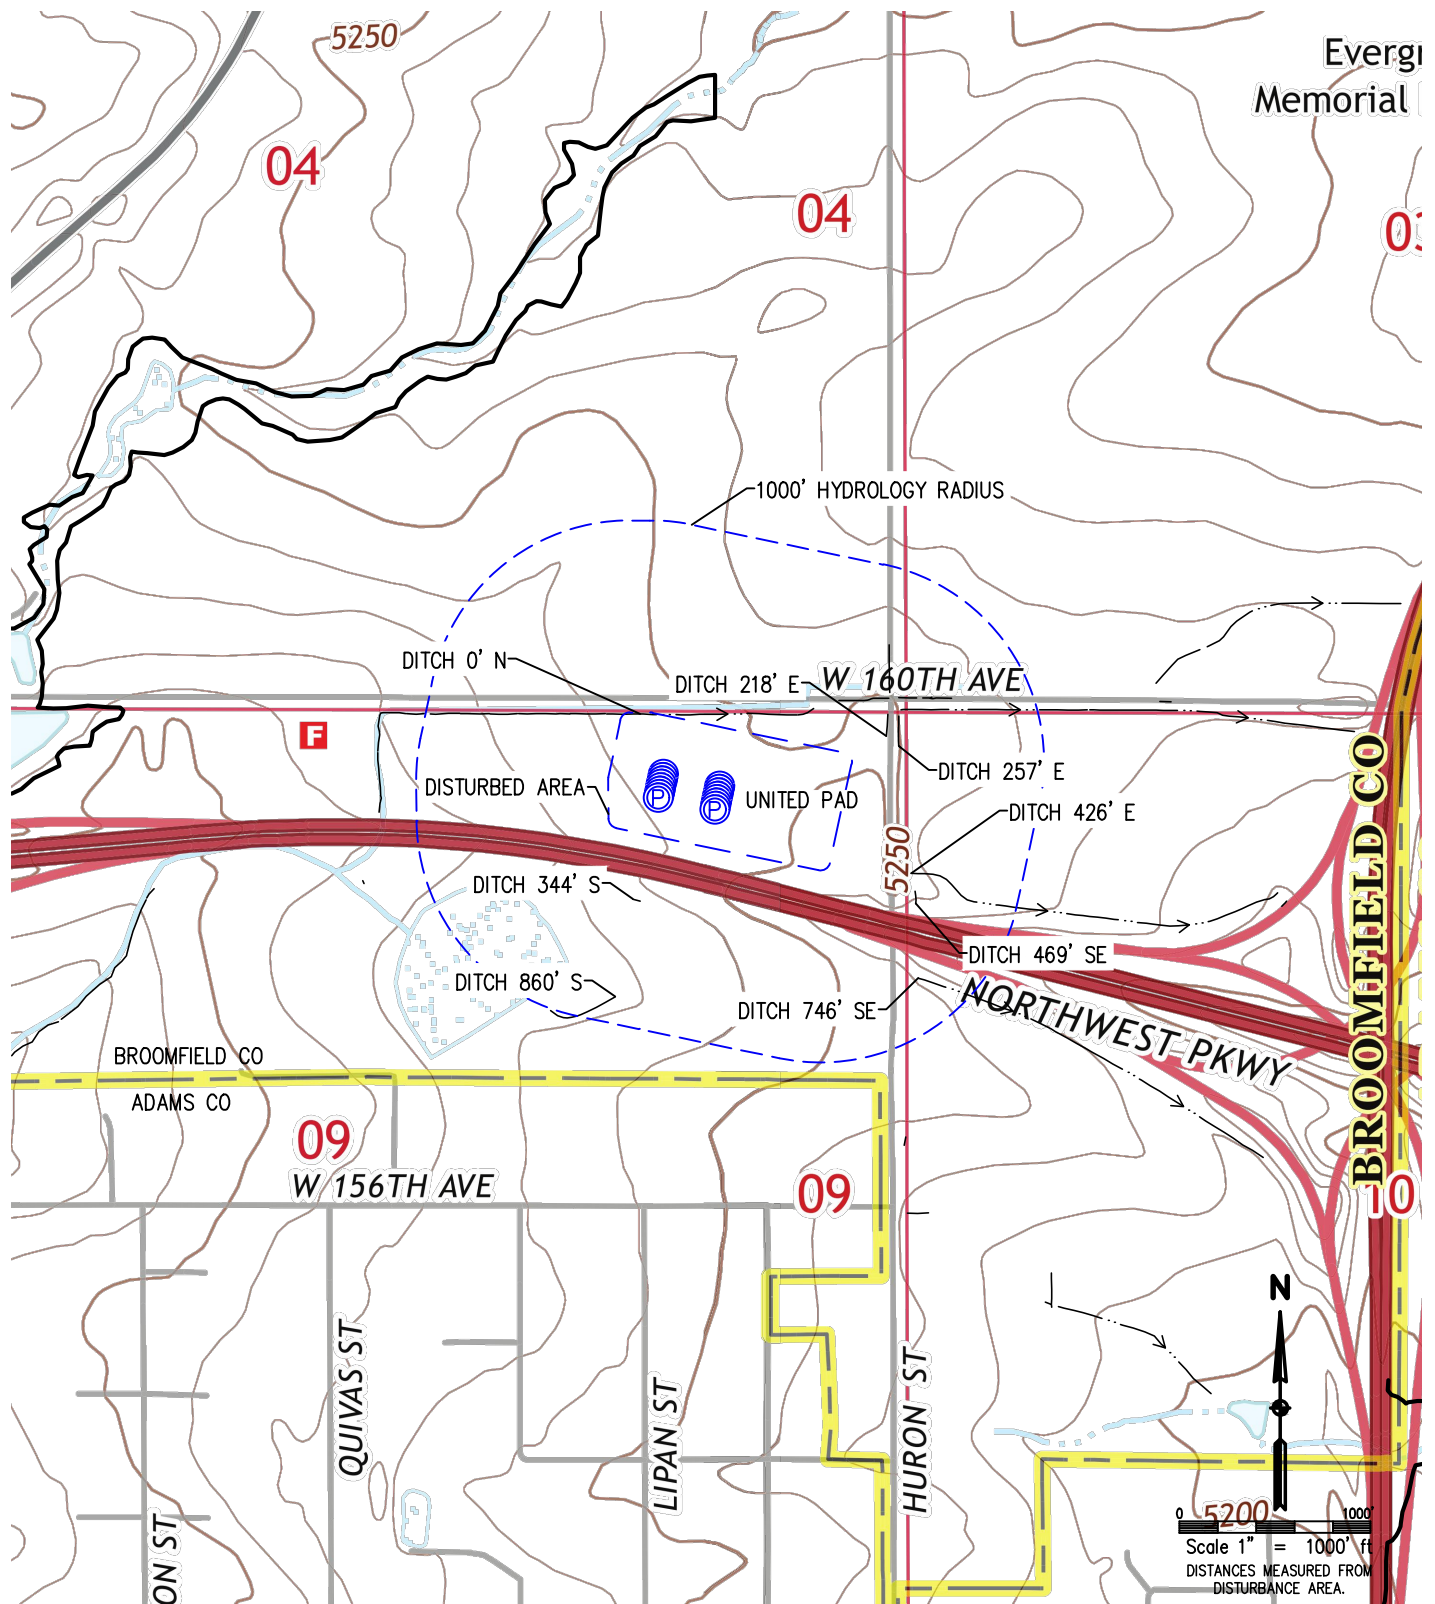 5250
Evergr
Memorial
04
04
03
1000' HYDROLOGY RADIUS
DITCH 0' N
DITCH 218' E
W 160TH AVE
F
DITCH 257' E
DISTURBED AREA
P
P
UNITED PAD
DITCH 426' E
5250
BROOMFIELD CO
DITCH 344' S
DITCH 469' SE
DITCH 860' S
DITCH 746' SE
NORTHWEST PKWY
BROOMFIELD CO
ADAMS CO
09
W 156TH AVE
09
10
N
QUIVAS ST
LIPAN ST
HURON ST
ON ST
5200
0 1000'
Scale 1" = 1000' ft
DISTANCES MEASURED FROM
DISTURBANCE AREA.